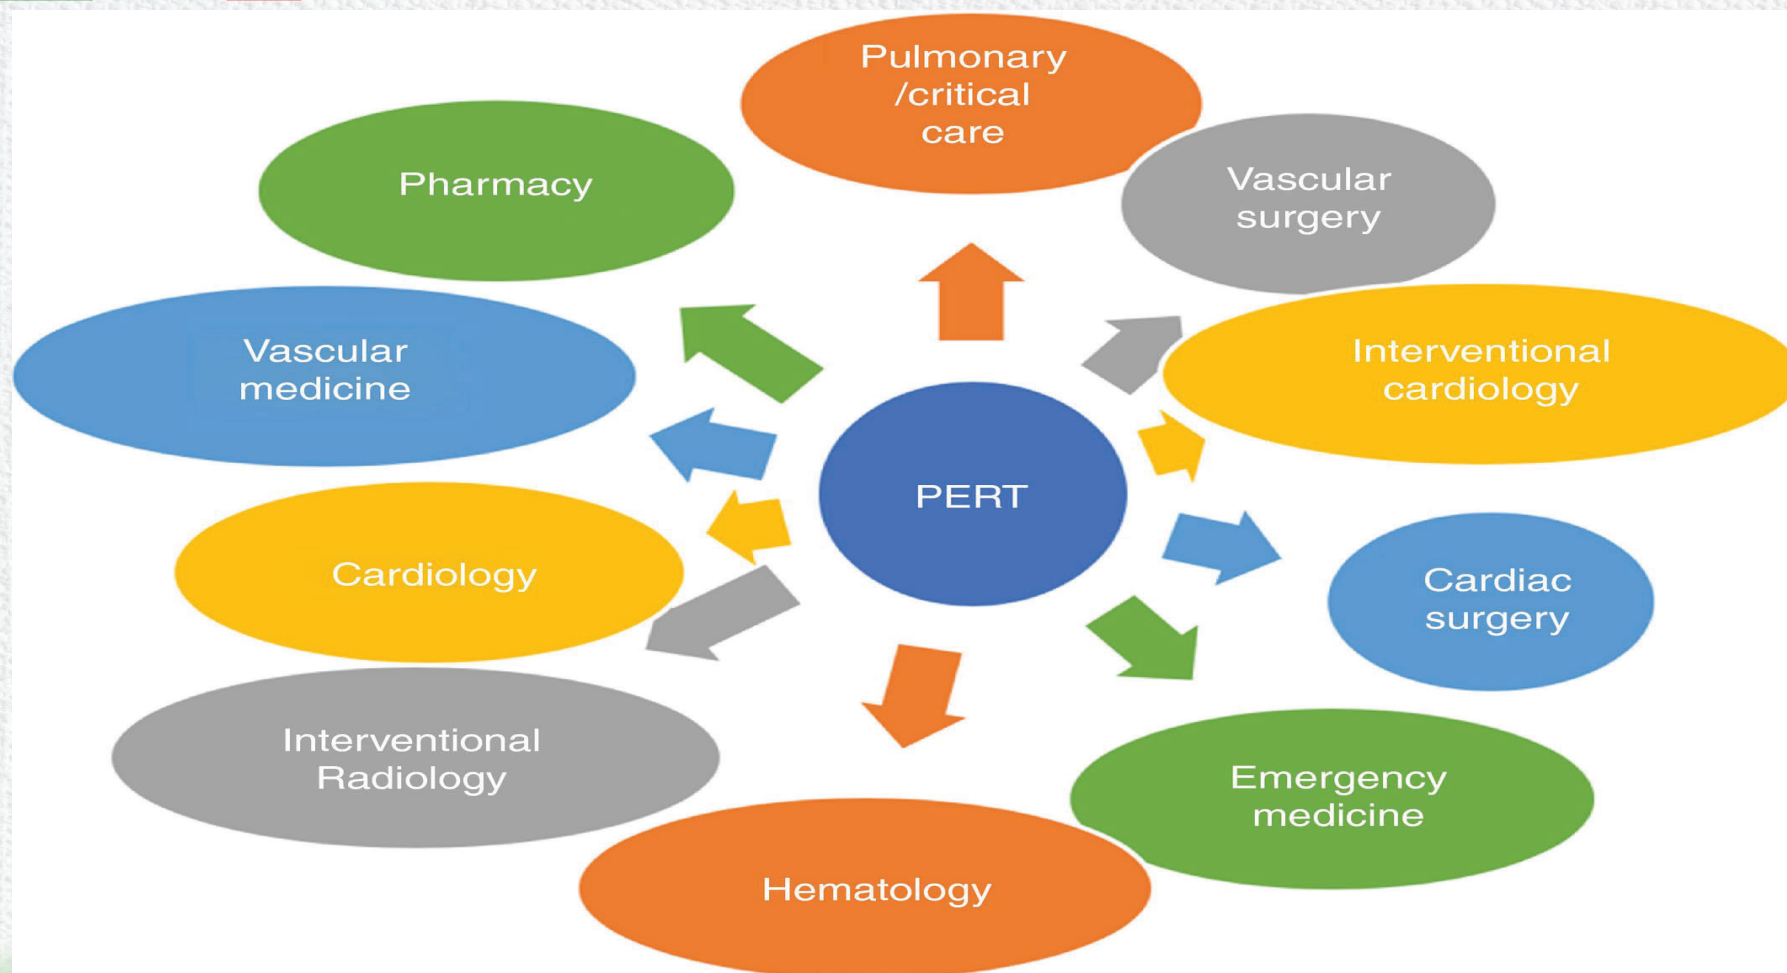 Pulmonary
/critical
care
Vascular
surgery
Interventional
cardiology
Cardiac
surgery
Emergency
medicine
Hematology
Interventional
Radiology
Cardiology
Vascular
medicine
Pharmacy
PERT